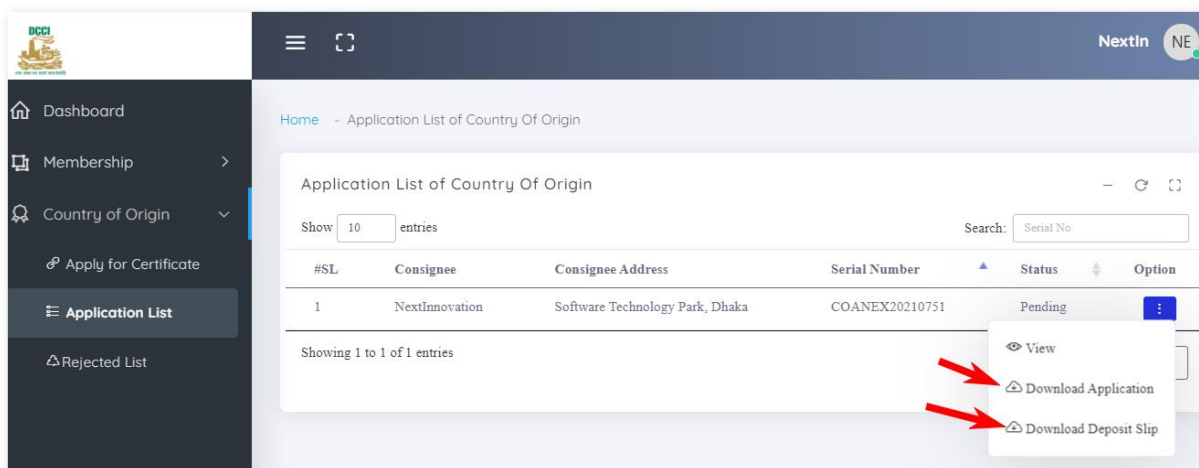 DCCI
NextIn NE
Dashboard
Home - Application List of Country Of Origin
Membership
Application List of Country Of Origin
Country of Origin
Show 10 entries Search: Serial No
Apply for Certificate
#SL Consignee Consignee Address Serial Number Status Option
Application List
1 NextInnovation Software Technology Park, Dhaka COANEX20210751 Pending
Rejected List
Showing 1 to 1 of 1 entries
View
Download Application
Download Deposit Slip